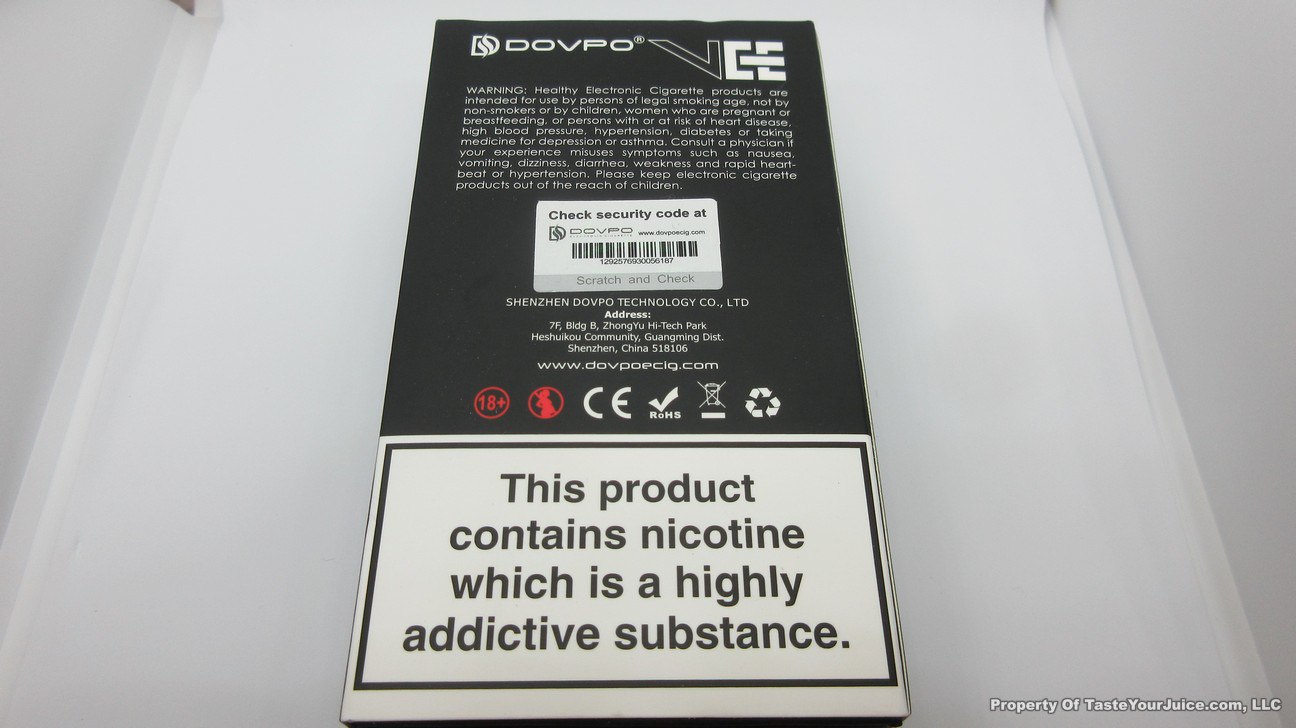 DOVPO® VEE
WARNING: Healthy Electronic Cigarette products are
intended for use by persons of legal smoking age, not by
non-smokers or by children, women who are pregnant or
breastfeeding, or persons with or at risk of heart disease,
high blood pressure, hypertension, diabetes or taking
medicine for depression or asthma. Consult a physician if
your experience misuses symptoms such as nausea,
vomiting, dizziness, diarrhea, weakness and rapid heart-
beat or hypertension. Please keep electronic cigarette
products out of the reach of children.
Check security code at
DOVPO www.dovpoecig.com
ELECTRONIC CIGARETTE
1292576930056187
Scratch and Check
SHENZHEN DOVPO TECHNOLOGY CO., LTD
Address:
7F, Bldg B, ZhongYu Hi-Tech Park
Heshuikou Community, Guangming Dist.
Shenzhen, China 518106
www.dovpoecig.com
18+ CE RoHS
This product
contains nicotine
which is a highly
addictive substance.
Property Of TasteYourJuice.com, LLC